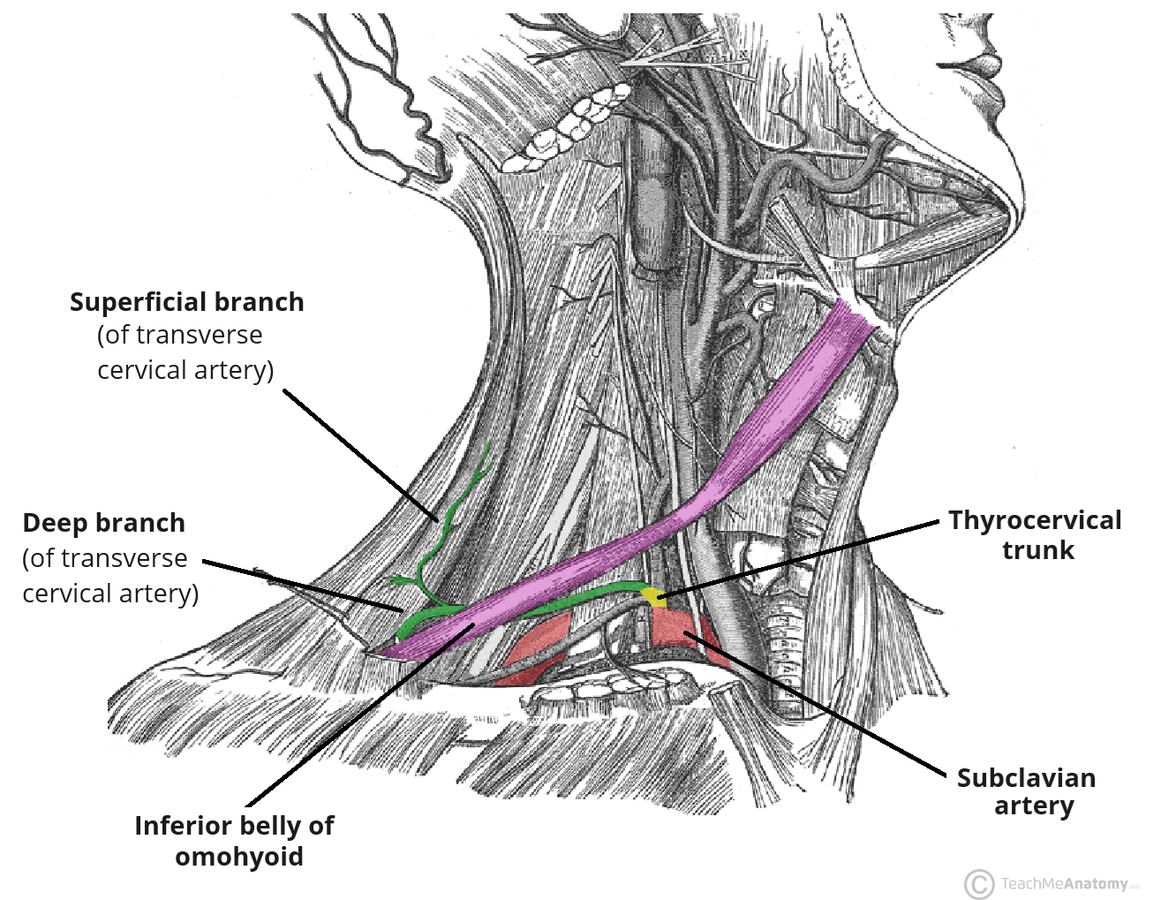 Superficial branch
(of transverse
cervical artery)
Deep branch
(of transverse
cervical artery)
Thyrocervical
trunk
Subclavian
artery
Inferior belly of
omohyoid
© TeachMeAnatomy.info